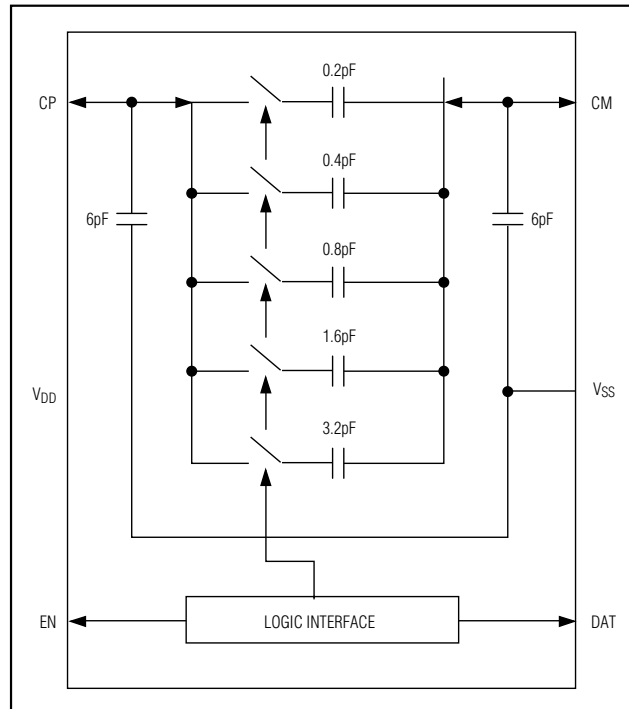 0.2pF
CP
CM
0.4pF
6pF
6pF
0.8pF
1.6pF
VDD
VSS
3.2pF
EN
LOGIC INTERFACE
DAT